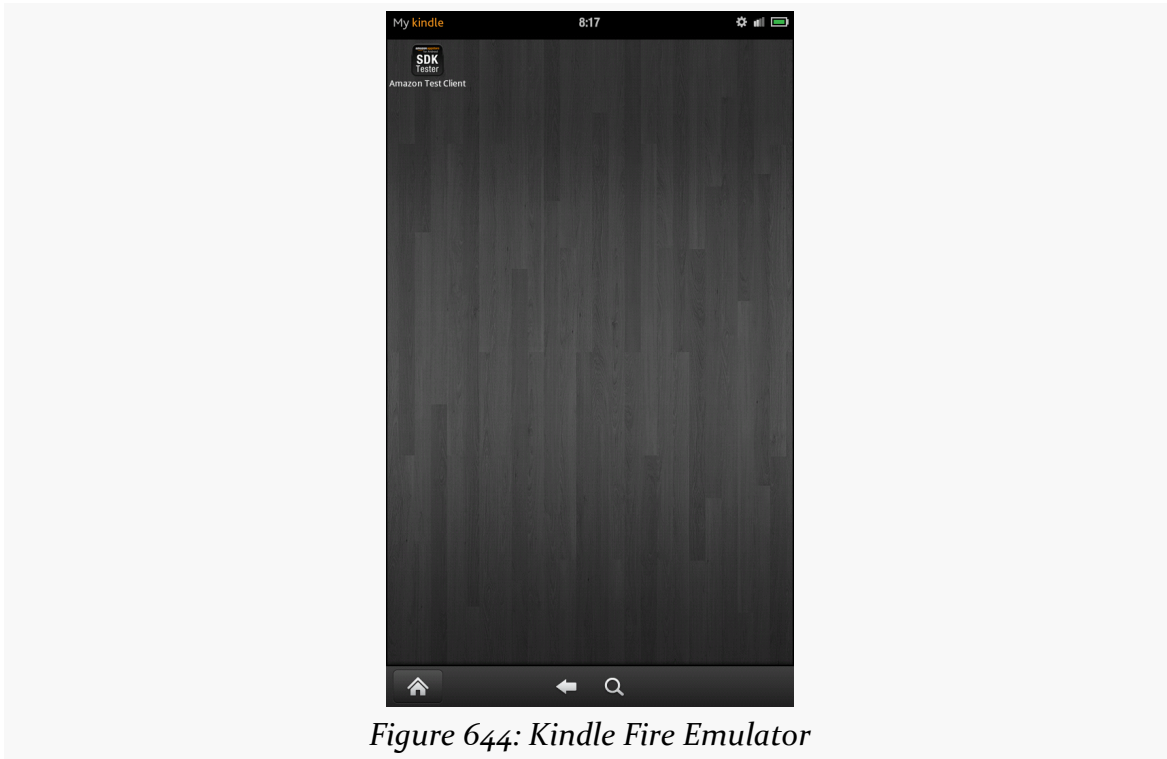 My kindle 8:17
SDK
Tester
Amazon Test Client
Figure 644: Kindle Fire Emulator